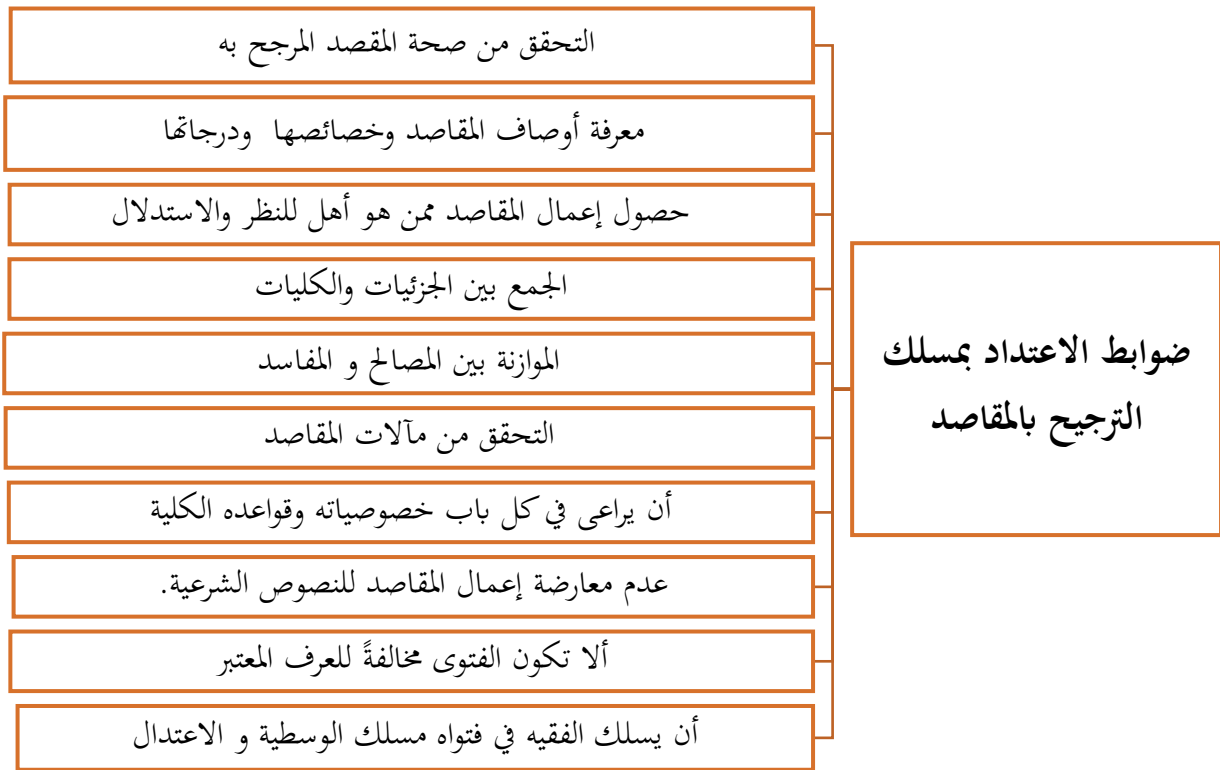 ضوابط الاعتداد بمسلك
الترجيح بالمقاصد
التحقق من صحة المقصد المرجح به
معرفة أوصاف المقاصد وخصائصها ودرجاتها
حصول إعمال المقاصد ممن هو أهل للنظر والاستدلال
الجمع بين الجزئيات والكليات
الموازنة بين المصالح و المفاسد
التحقق من مآلات المقاصد
أن يراعى في كل باب خصوصياته وقواعده الكلية
عدم معارضة إعمال المقاصد للنصوص الشرعية.
ألا تكون الفتوى مخالفةً للعرف المعتبر
أن يسلك الفقيه في فتواه مسلك الوسطية و الاعتدال